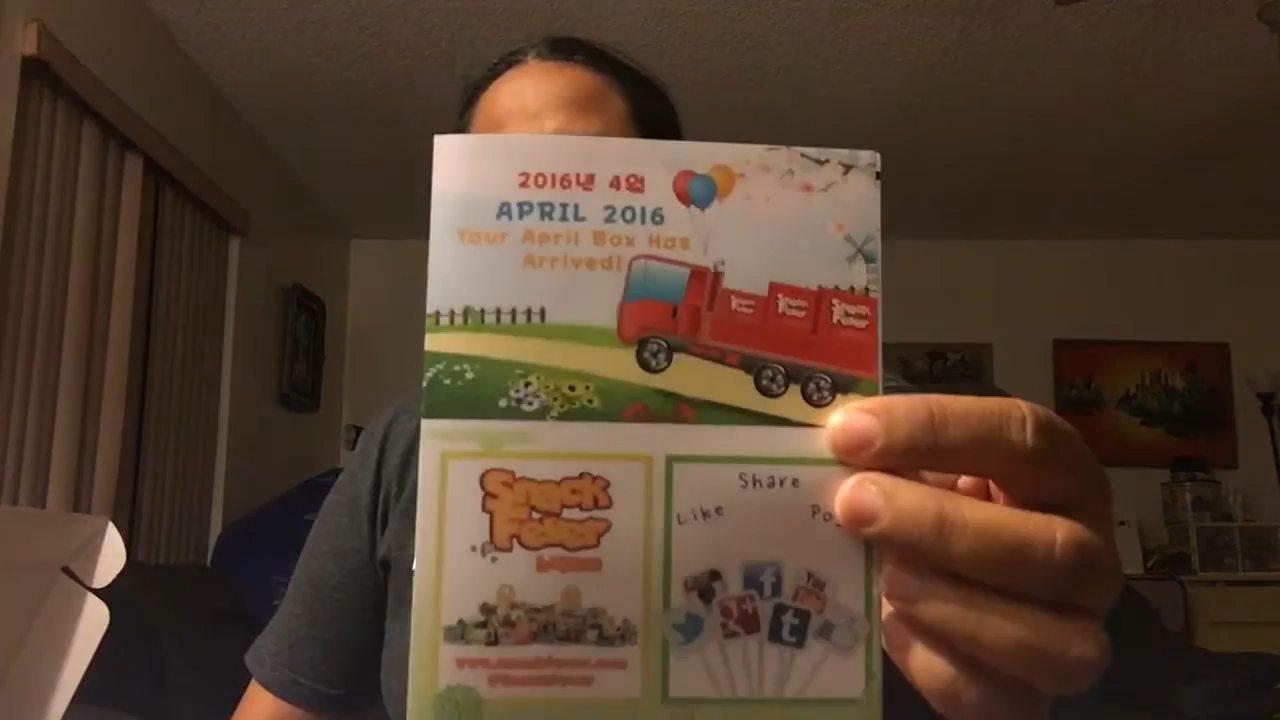 2016년 4월
APRIL 2016
Your April Box Has
Arrived!
Snack
Fever
Snack
Fever
Snack
Fever
Snack
Fever
Share
Like
f
You
g+
t